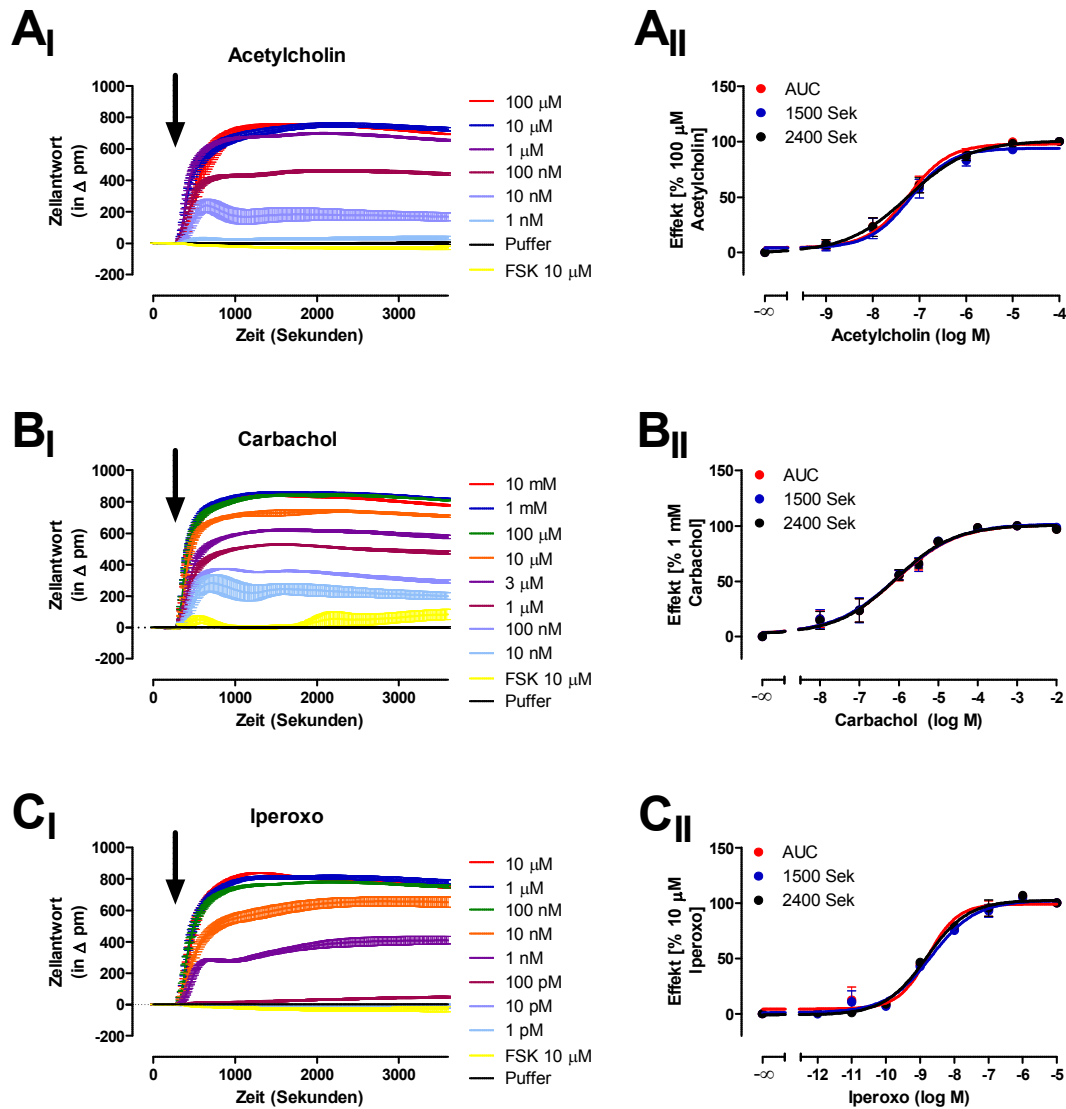 A_I
Acetylcholin
1000
800
600
400
200
0
-200
Zellantwort
(in Δ pm)
0 1000 2000 3000
Zeit (Sekunden)
100 μM
10 μM
1 μM
100 nM
10 nM
1 nM
Puffer
FSK 10 μM
A_II
AUC
1500 Sek
2400 Sek
150
100
50
0
Effekt [% 100 μM
Acetylcholin]
-∞ -9 -8 -7 -6 -5 -4
Acetylcholin (log M)
B_I
Carbachol
1000
800
600
400
200
0
-200
Zellantwort
(in Δ pm)
0 1000 2000 3000
Zeit (Sekunden)
10 mM
1 mM
100 μM
10 μM
3 μM
1 μM
100 nM
10 nM
FSK 10 μM
Puffer
B_II
AUC
1500 Sek
2400 Sek
150
100
50
0
Effekt [% 1 mM
Carbachol]
-∞ -8 -7 -6 -5 -4 -3 -2
Carbachol (log M)
C_I
Iperoxo
1000
800
600
400
200
0
-200
Zellantwort
(in Δ pm)
0 1000 2000 3000
Zeit (Sekunden)
10 μM
1 μM
100 nM
10 nM
1 nM
100 pM
10 pM
1 pM
FSK 10 μM
Puffer
C_II
AUC
1500 Sek
2400 Sek
150
100
50
0
Effekt [% 10 μM
Iperoxo]
-∞ -12 -11 -10 -9 -8 -7 -6 -5
Iperoxo (log M)